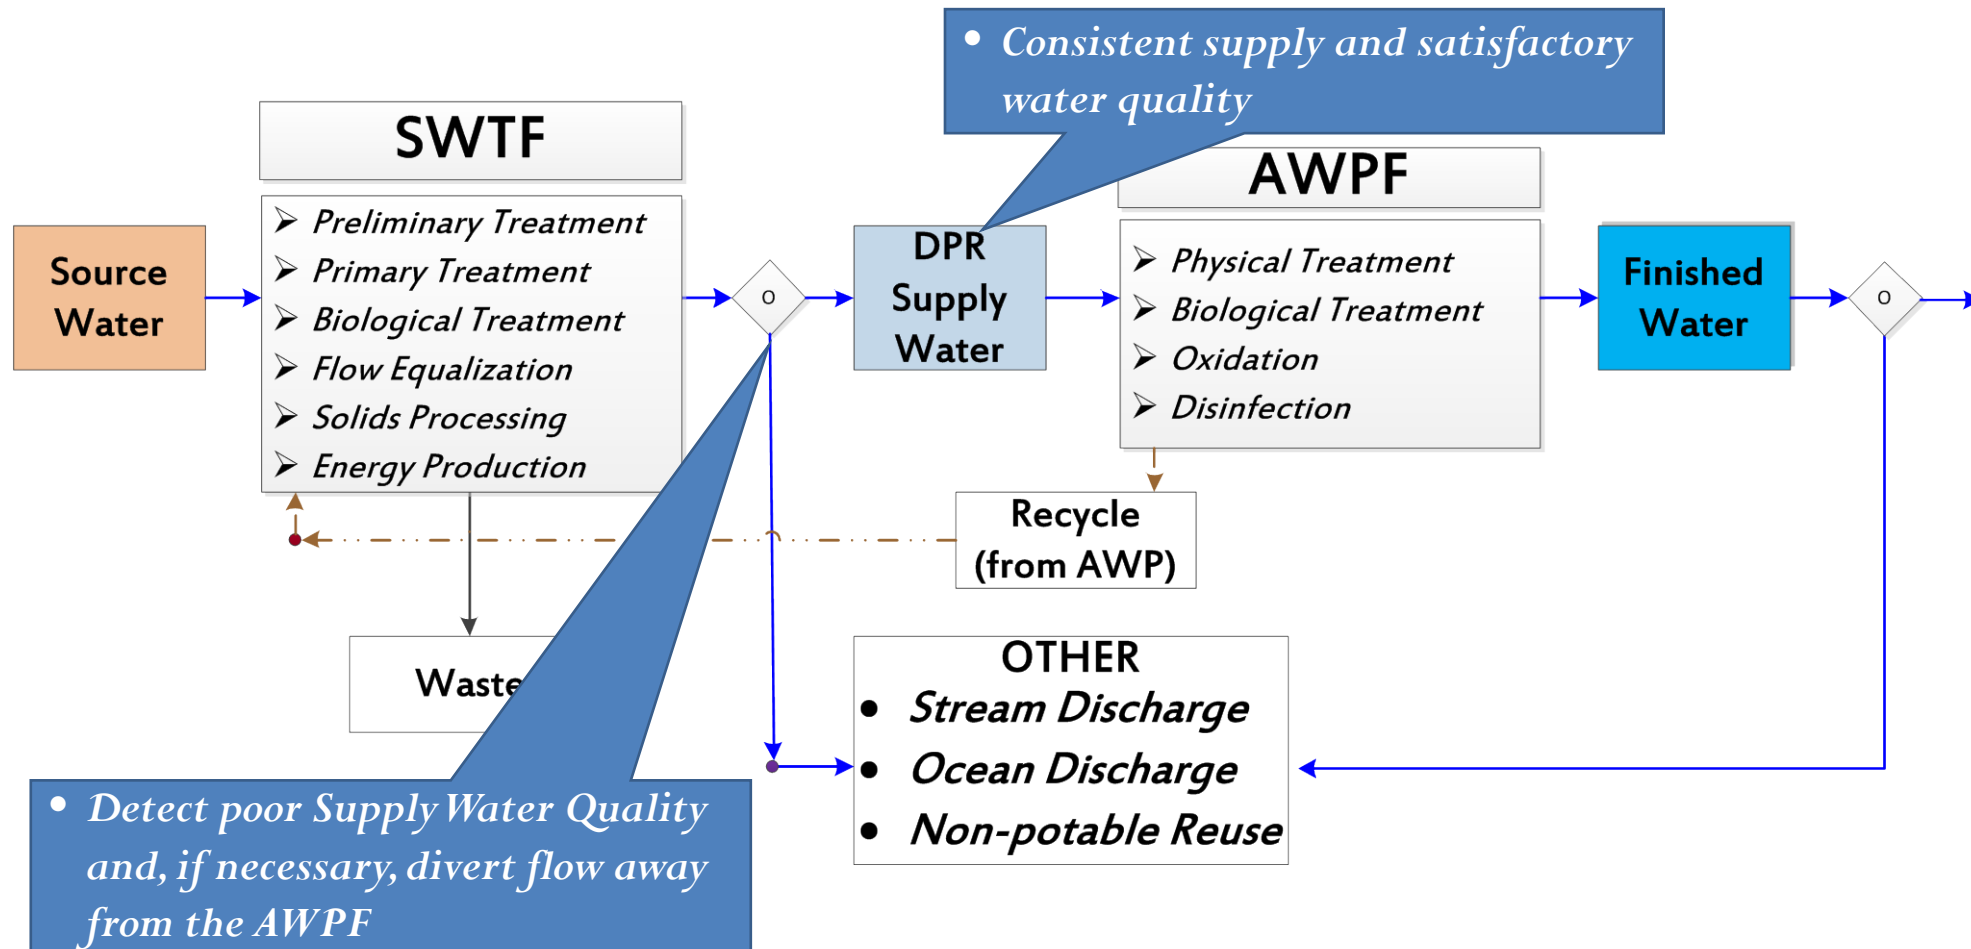 • Consistent supply and satisfactory
water quality
SWTF
➢ Preliminary Treatment
➢ Primary Treatment
➢ Biological Treatment
➢ Flow Equalization
➢ Solids Processing
➢ Energy Production
Source
Water
O
DPR
Supply
Water
AWPF
➢ Physical Treatment
➢ Biological Treatment
➢ Oxidation
➢ Disinfection
Finished
Water
O
Recycle
(from AWP)
Waste
OTHER
• Stream Discharge
• Ocean Discharge
• Non-potable Reuse
• Detect poor Supply Water Quality
and, if necessary, divert flow away
from the AWPF